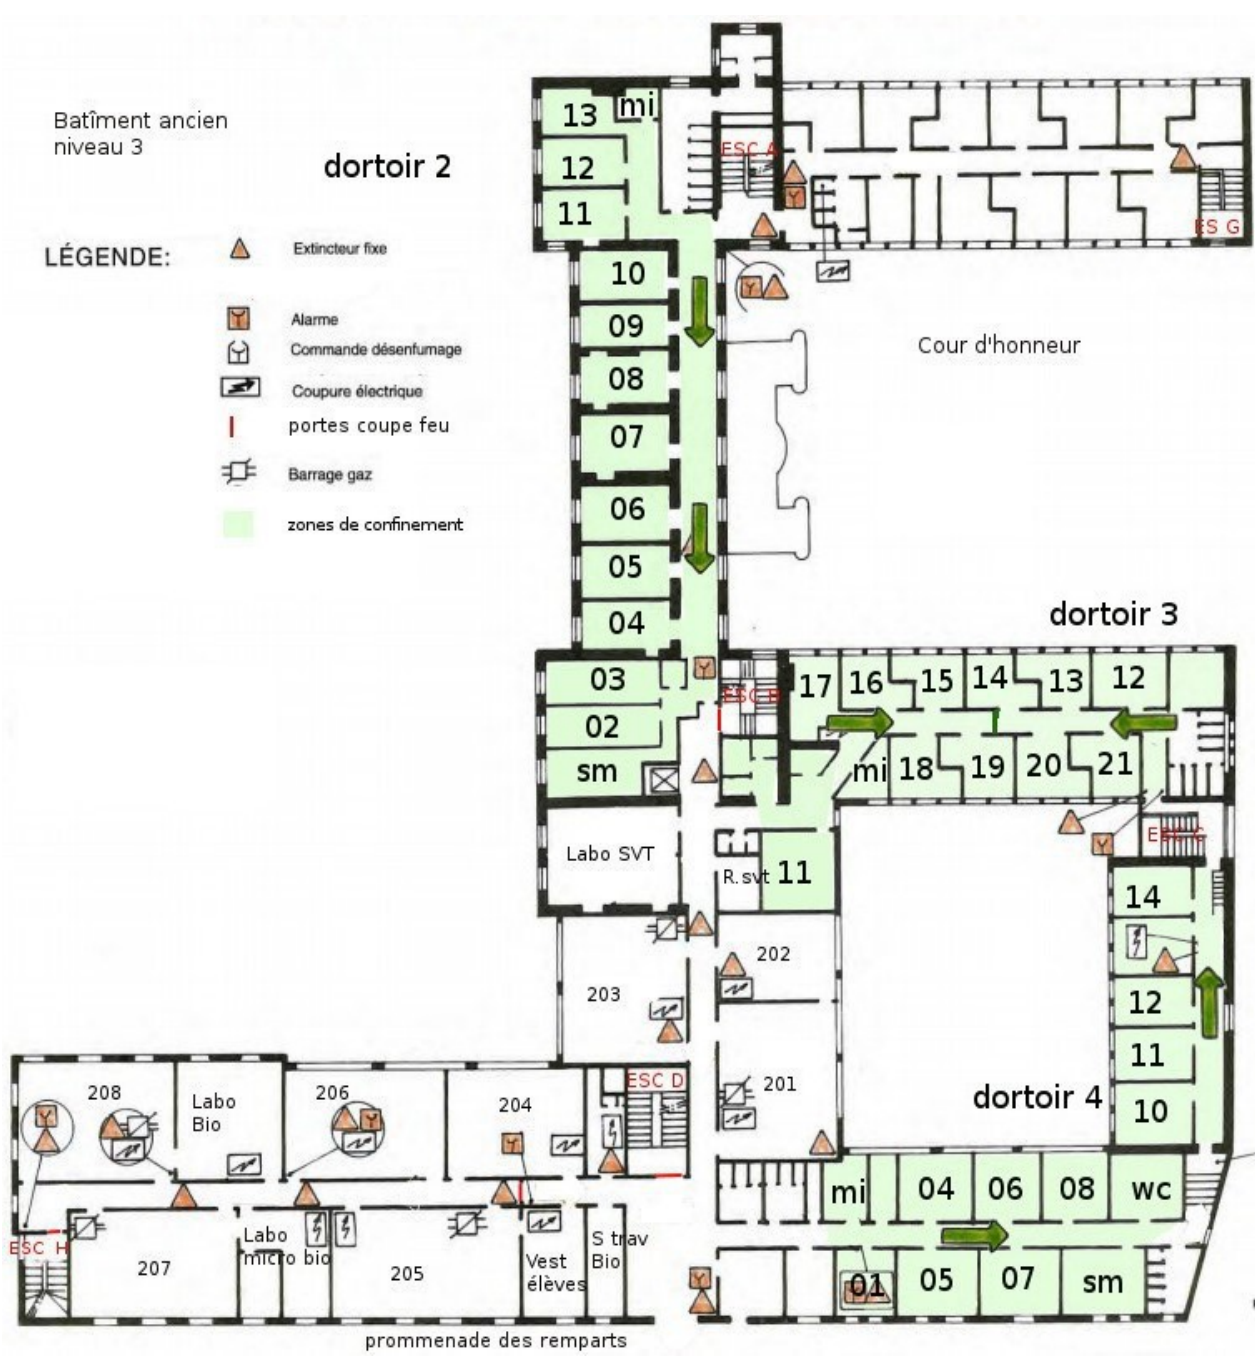 Batîment ancien
niveau 3
dortoir 2
LÉGENDE:
Extincteur fixe
Alarme
Commande désenfumage
Coupure électrique
portes coupe feu
Barrage gaz
zones de confinement
13
mi
12
11
10
09
08
07
06
05
04
03
02
sm
ESC A
ES G
Cour d'honneur
dortoir 3
ESC B
17
16
15
14
13
12
mi
18
19
20
21
ESC C
Labo SVT
R.svt
11
14
12
11
10
dortoir 4
202
203
201
ESC D
208
Labo
Bio
206
204
mi
04
06
08
wc
01
05
07
sm
ESC H
207
Labo
micro bio
205
Vest
élèves
S trav
Bio
prommenade des remparts